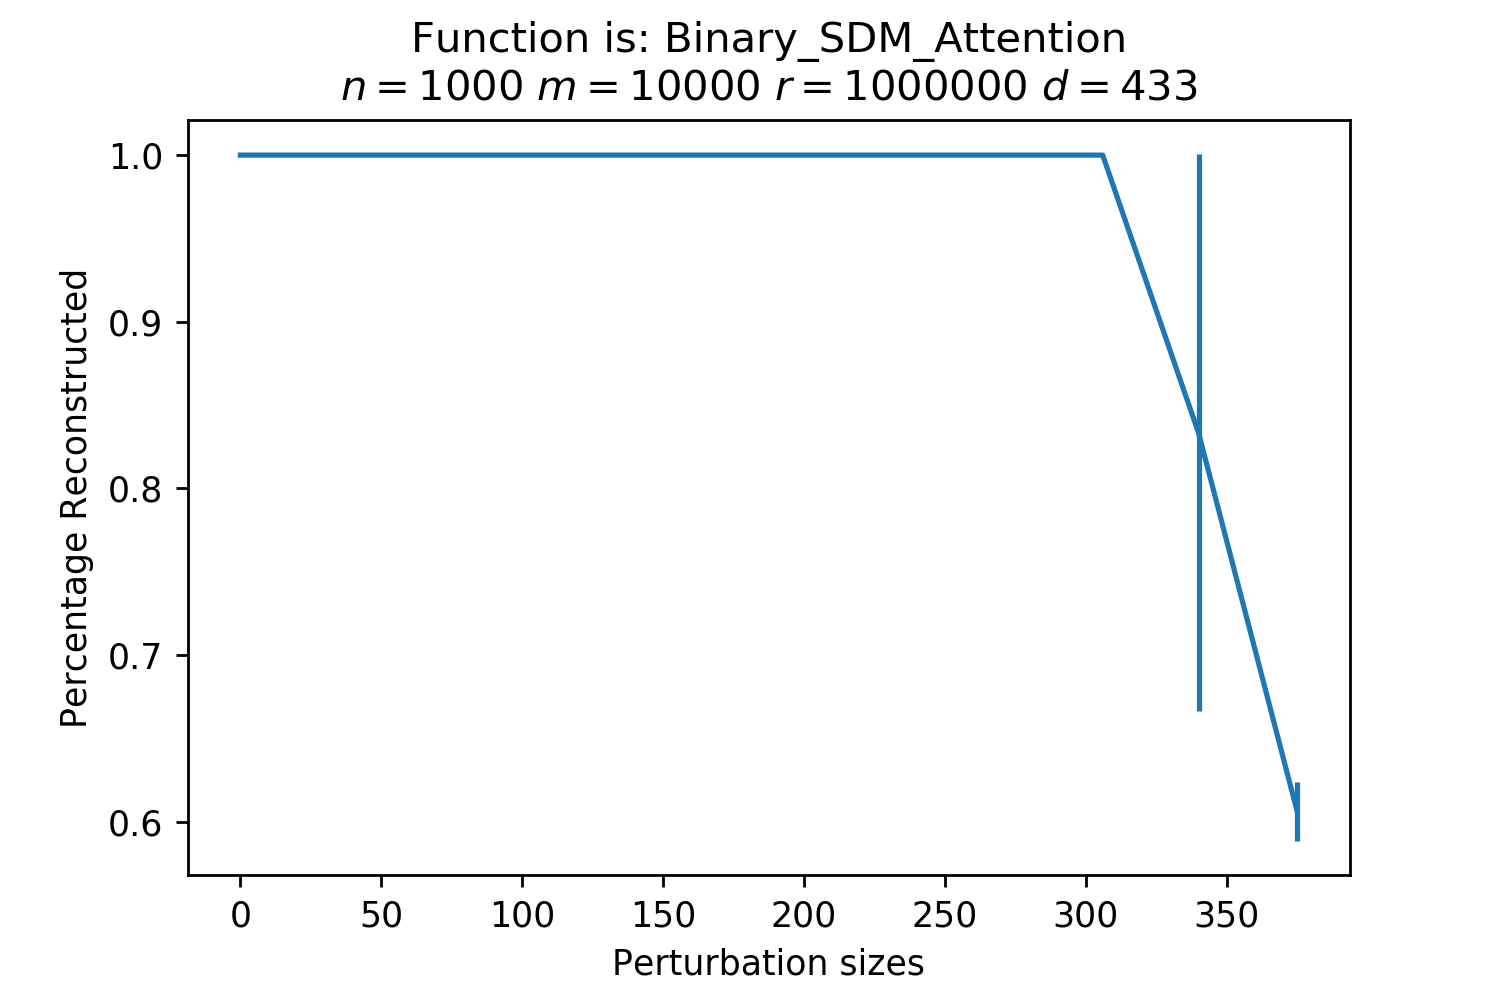 Function is: Binary_SDM_Attention
n = 1000 m = 10000 r = 1000000 d = 433
Percentage Reconstructed
1.0
0.9
0.8
0.7
0.6
0 50 100 150 200 250 300 350
Perturbation sizes